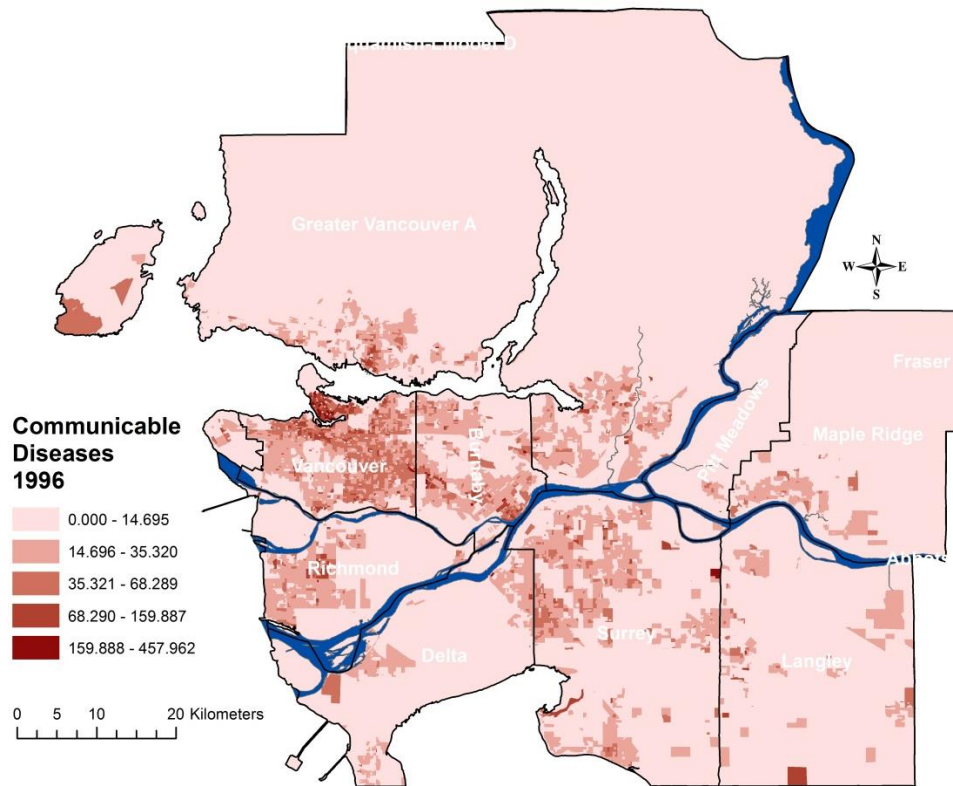 Squamish-Lillooet D
Greater Vancouver A
N
W
E
S
Fraser
Maple Ridge
Pitt Meadows
Burnaby
Vancouver
Richmond
Surrey
Delta
Langley
Communicable
Diseases
1996
0.000 - 14.695
14.696 - 35.320
35.321 - 68.289
68.290 - 159.887
159.888 - 457.962
0 5 10 20 Kilometers